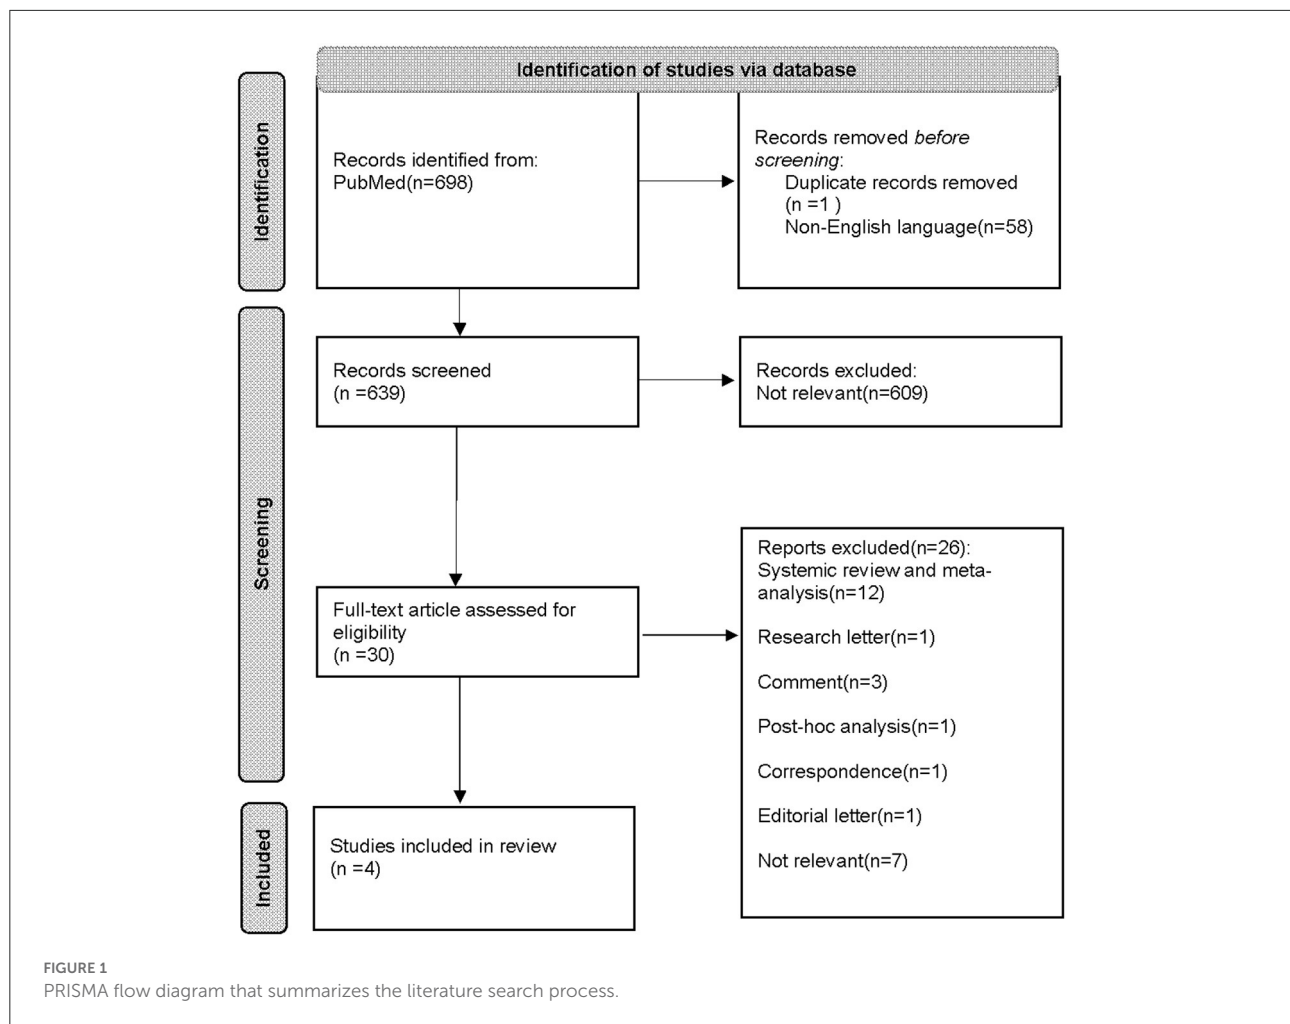 Identification of studies via database
Identification
Records identified from:
PubMed(n=698)
Records removed before
screening:
Duplicate records removed
(n =1 )
Non-English language(n=58)
Screening
Records screened
(n =639)
Records excluded:
Not relevant(n=609)
Full-text article assessed for
eligibility
(n =30)
Reports excluded(n=26):
Systemic review and meta-
analysis(n=12)
Research letter(n=1)
Comment(n=3)
Post-hoc analysis(n=1)
Correspondence(n=1)
Editorial letter(n=1)
Not relevant(n=7)
Included
Studies included in review
(n =4)
FIGURE 1
PRISMA flow diagram that summarizes the literature search process.